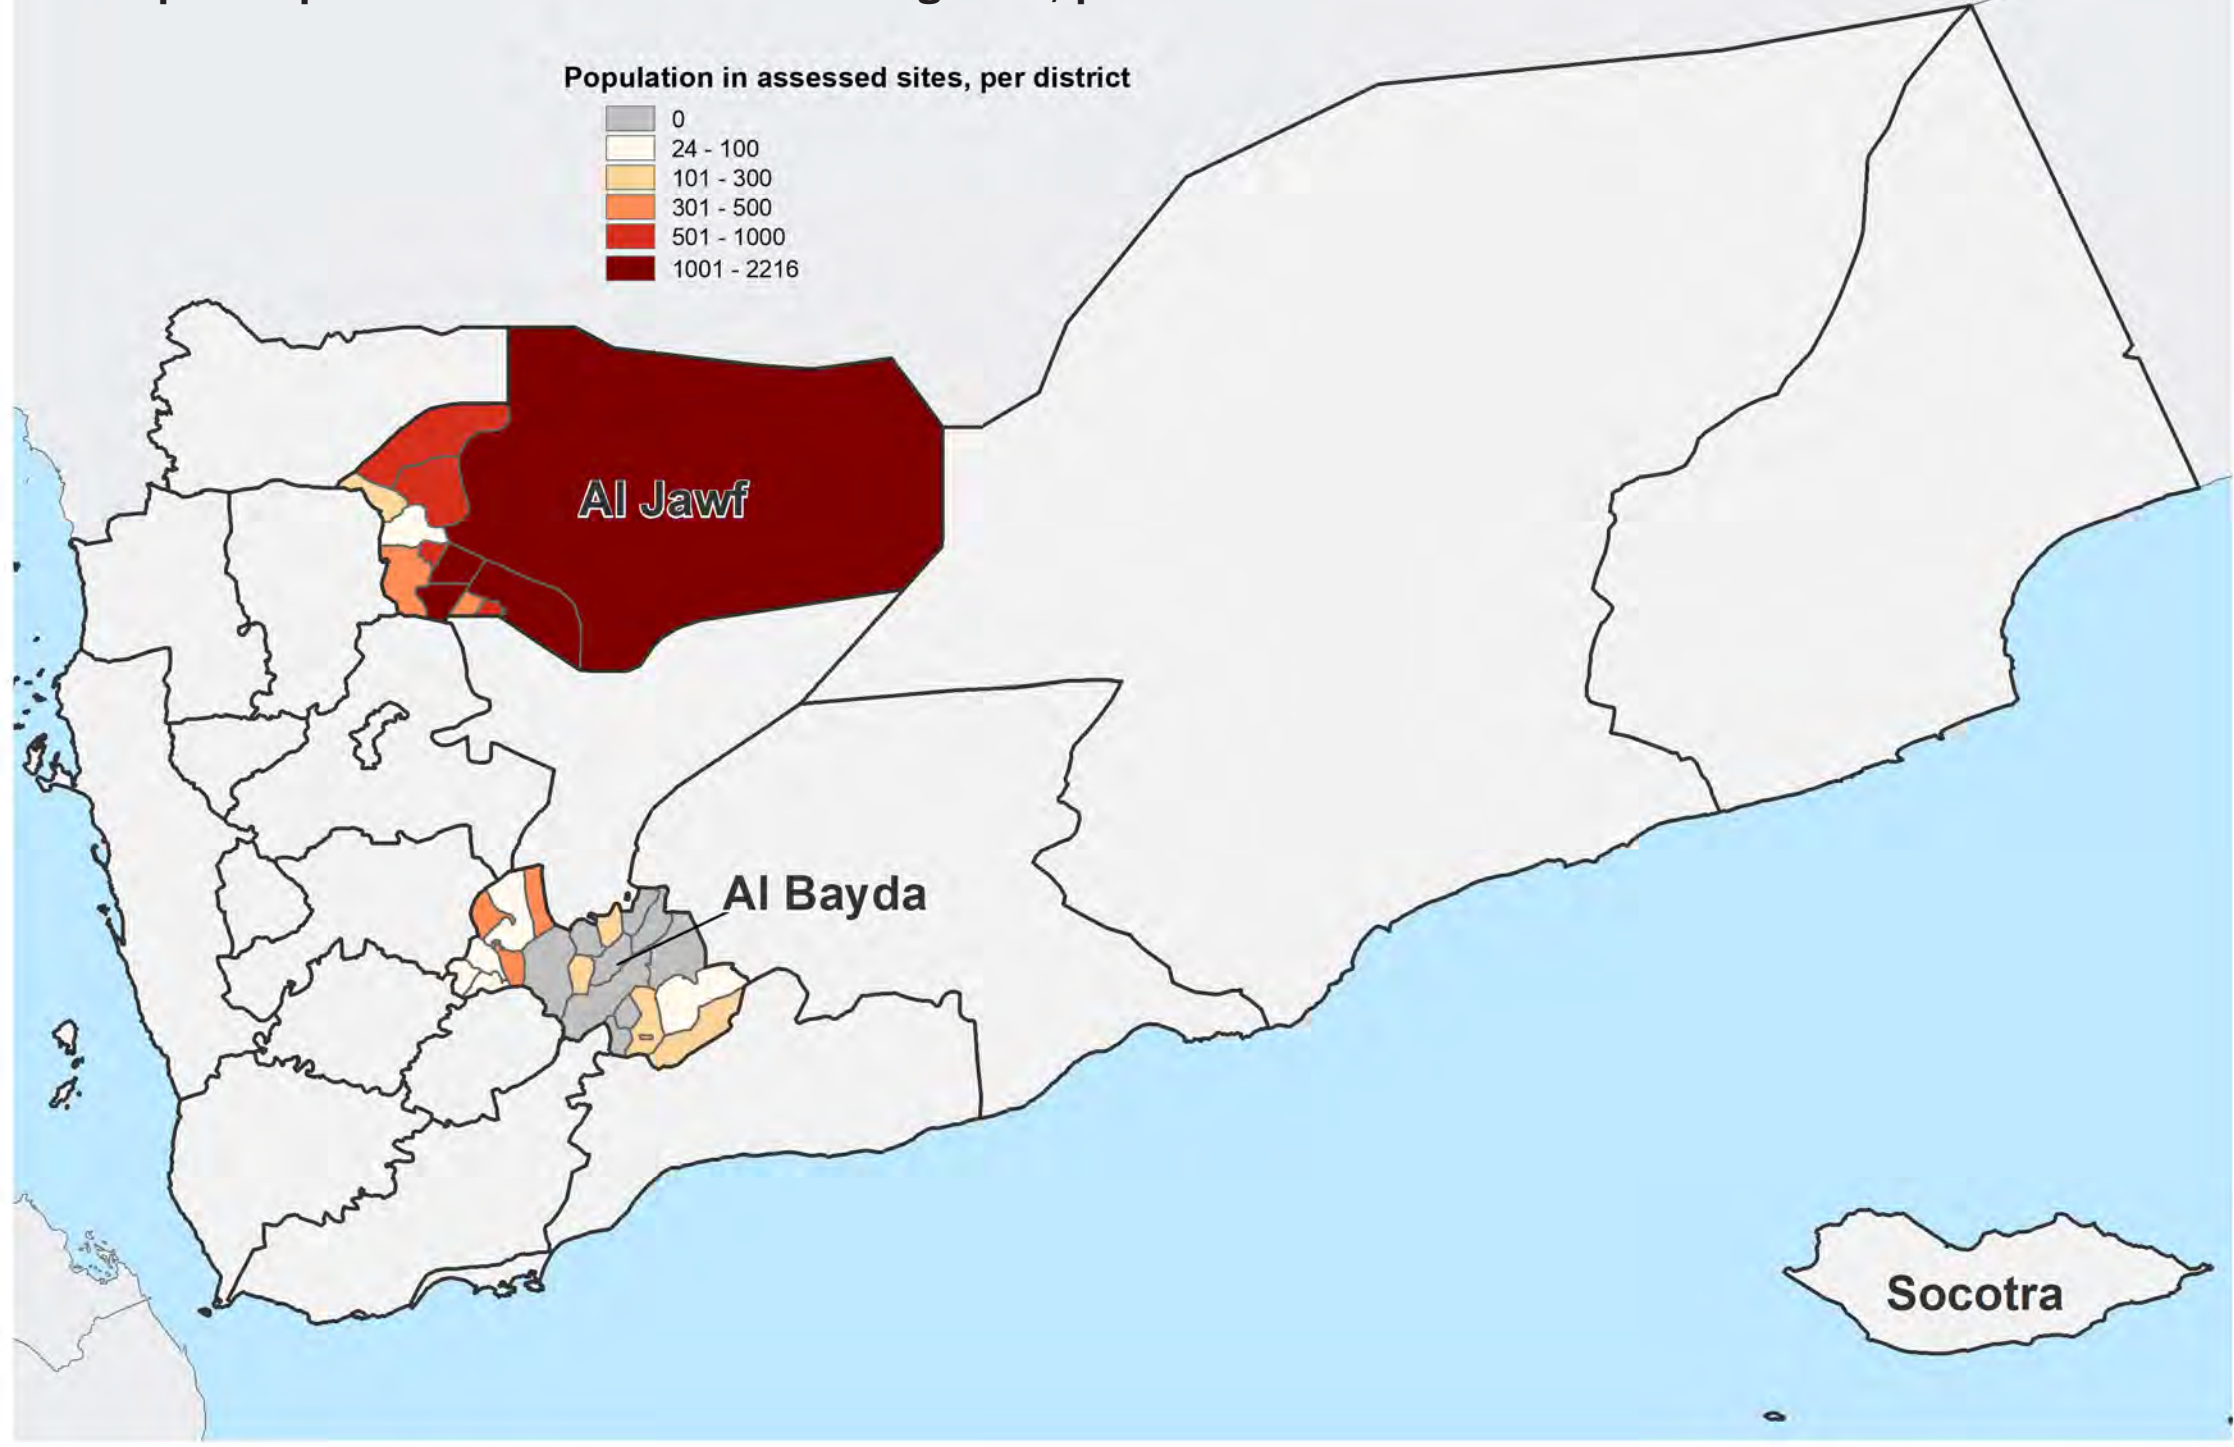 Population in assessed sites, per district
0
24 - 100
101 - 300
301 - 500
501 - 1000
1001 - 2216
Al Jawf
Al Bayda
Socotra